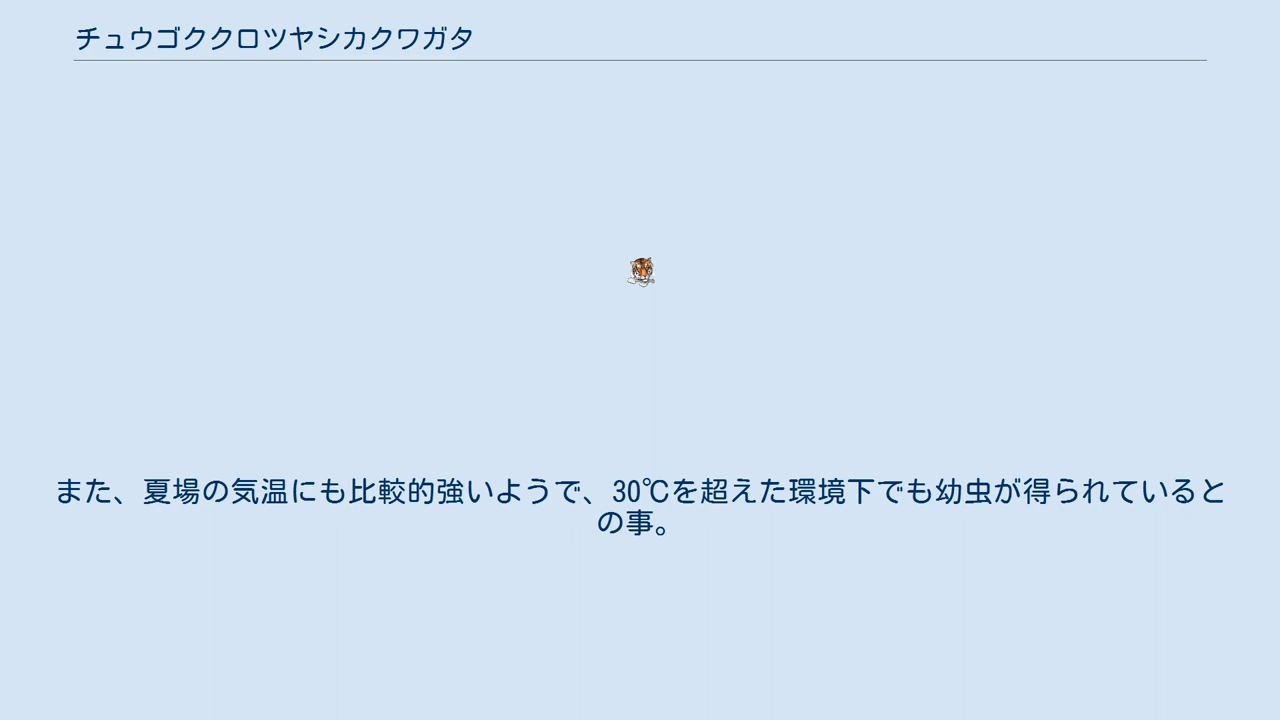 チュウゴククロツヤシカクワガタ
また、夏場の気温にも比較的強いようで、30℃を超えた環境下でも幼虫が得られていると
の事。